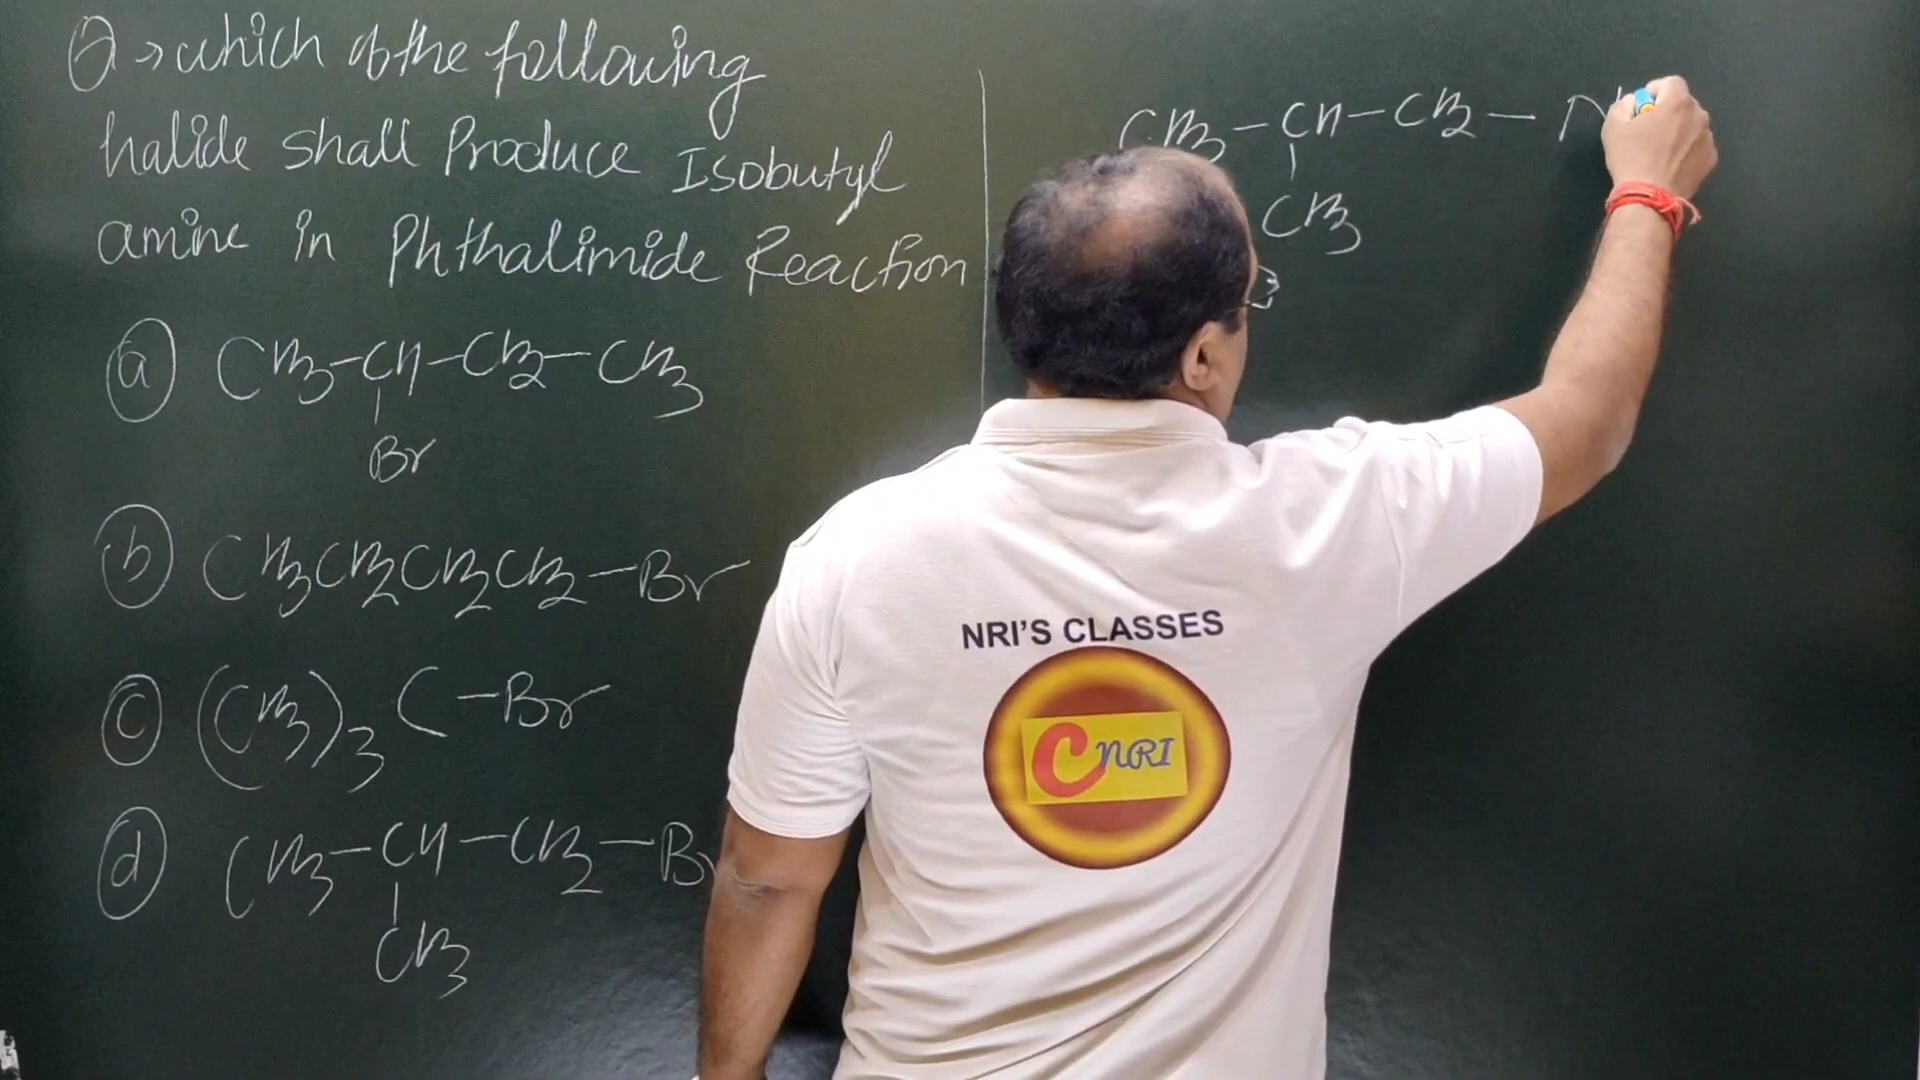 Q → which of the following
halide shall Produce Isobutyl
amine in Phthalimide Reaction
(a) CH3-CH-CH2-CH3
Br
(b) CH3CH2CH2CH2-Br
(c) (CH3)3 C-Br
(d) CH3-CH-CH2-Br
CH3
CH3-CH-CH2-N
CH3
NRI'S CLASSES
C NRI